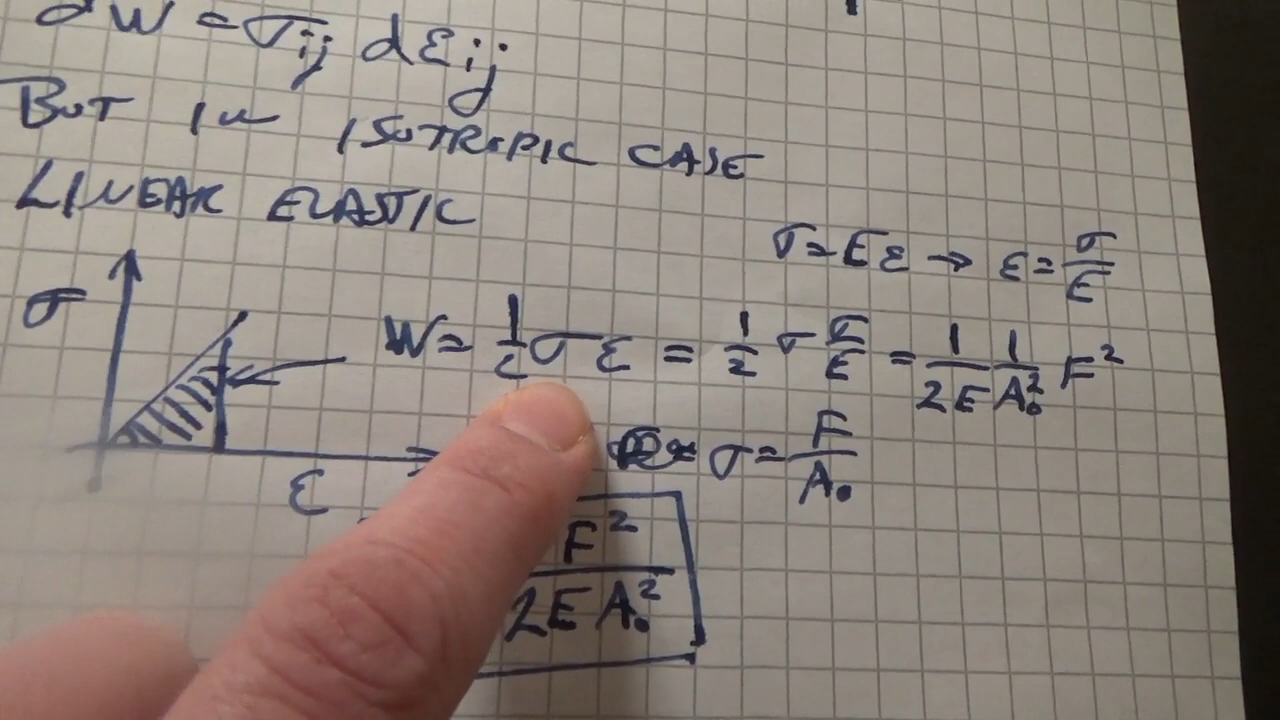 dW = σij dεij
BUT IN ISOTROPIC CASE
LINEAR ELASTIC
σ = Eε → ε = σ/E
σ
W = 1/2 σ ε = 1/2 σ σ/E = 1/2E 1/A₀² F²
σ = F/A₀
ε
F²/2EA₀²